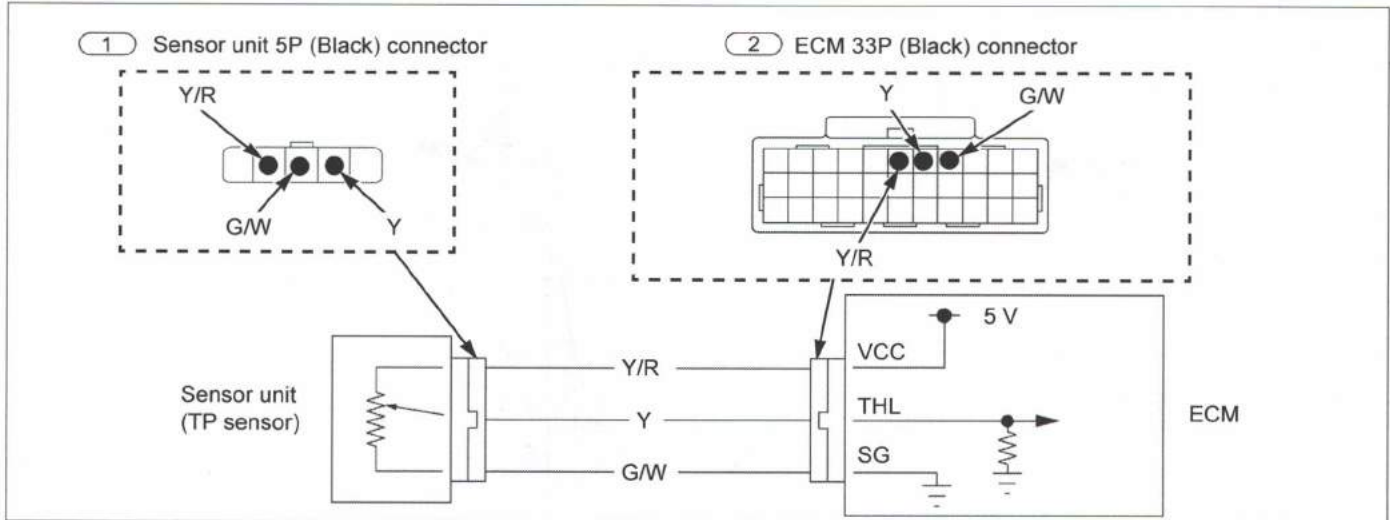 1 Sensor unit 5P (Black) connector
2 ECM 33P (Black) connector
Y/R
G/W
Y
Y
G/W
Y/R
5 V
VCC
Y/R
Sensor unit
(TP sensor)
THL
Y
ECM
SG
G/W